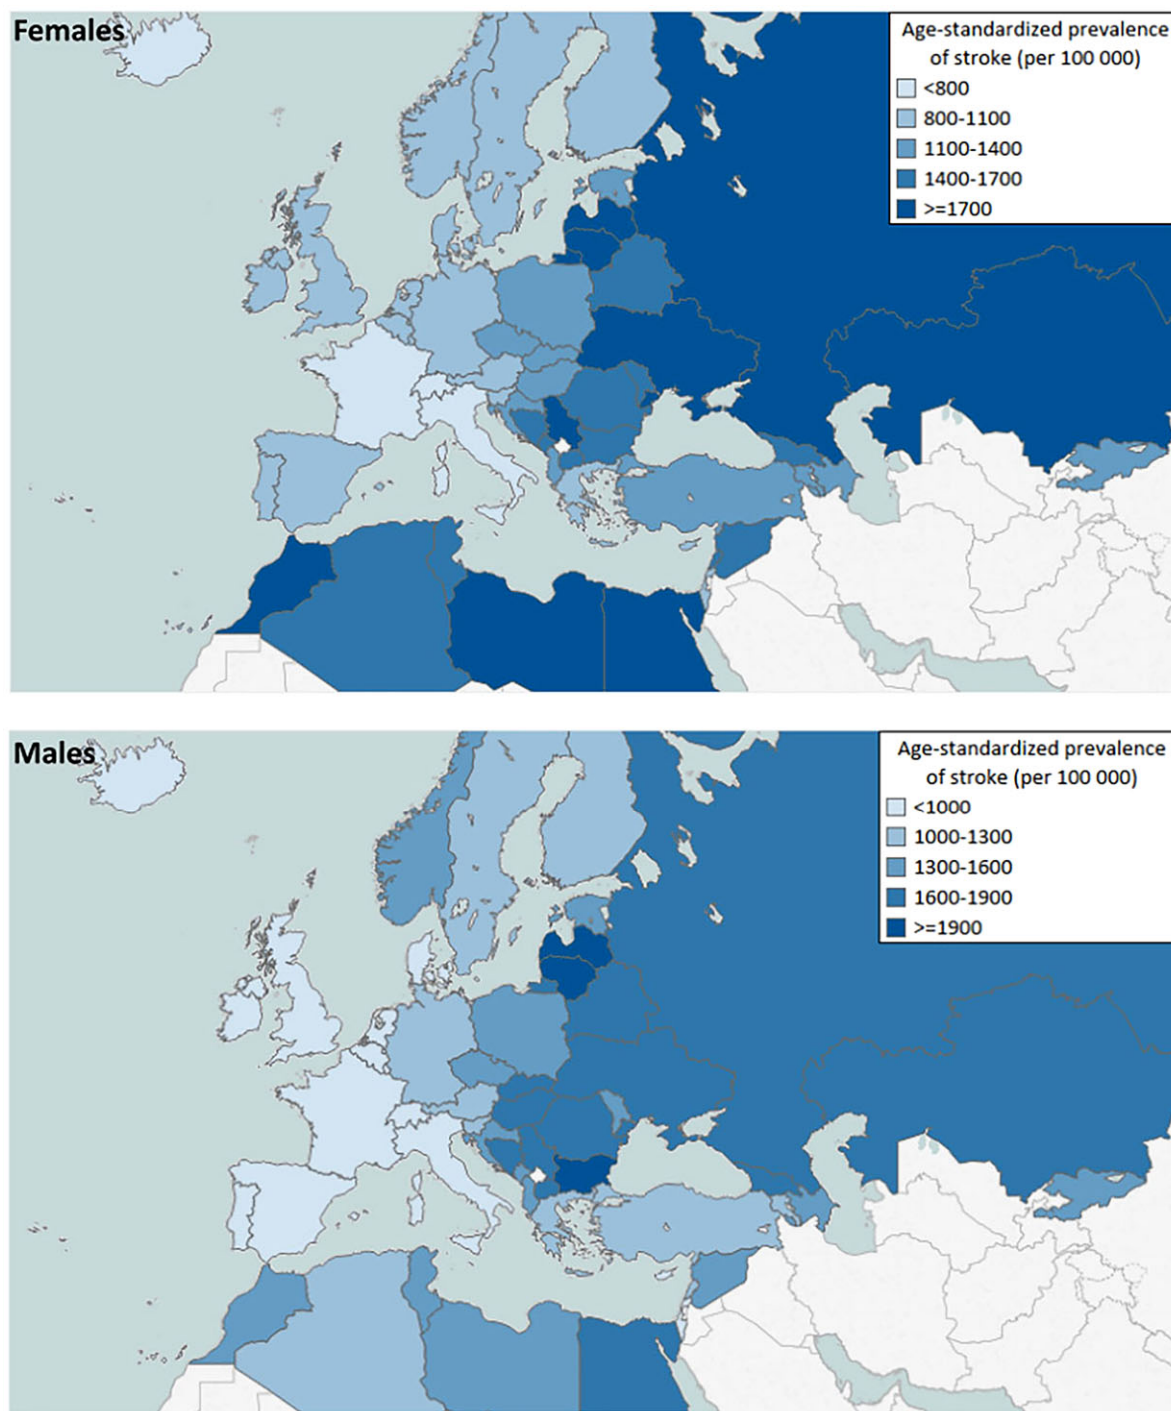 Females
Age-standardized prevalence
of stroke (per 100 000)
<800
800-1100
1100-1400
1400-1700
>=1700
Males
Age-standardized prevalence
of stroke (per 100 000)
<1000
1000-1300
1300-1600
1600-1900
>=1900